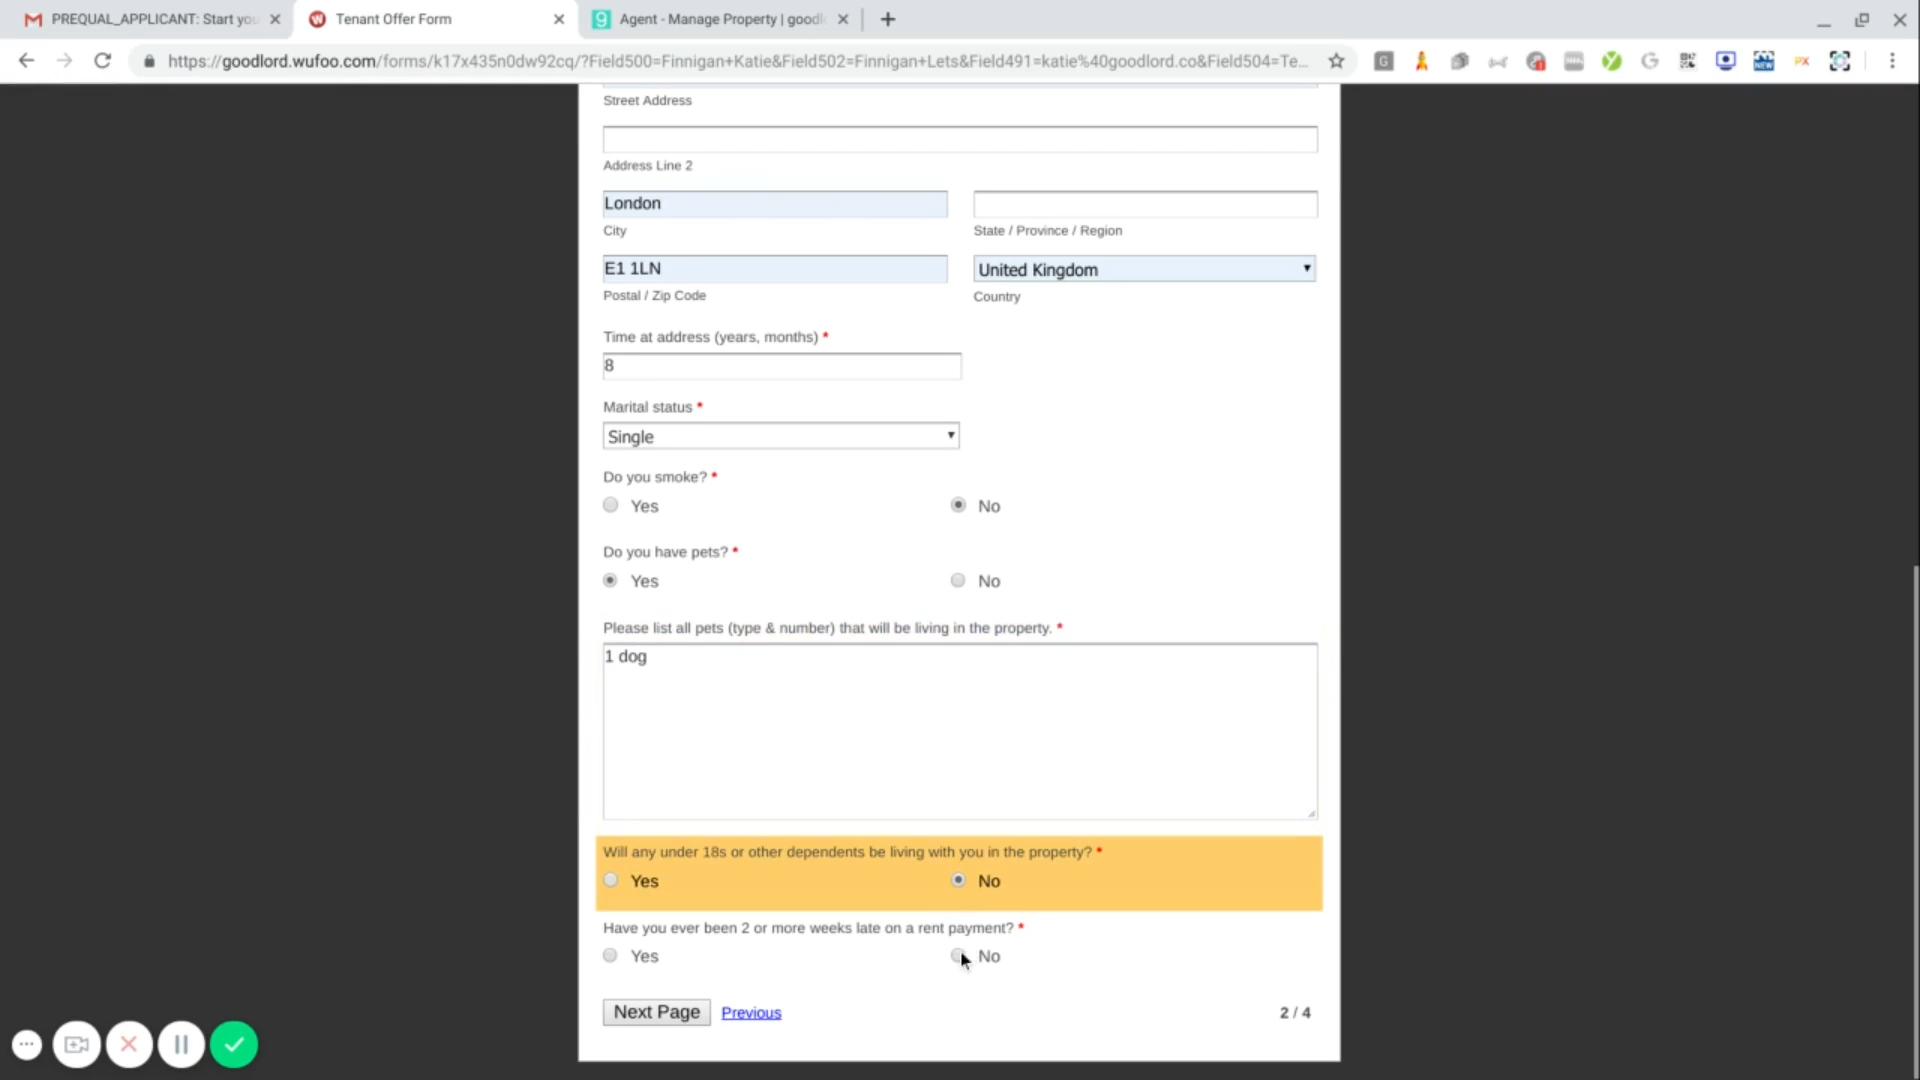 PREQUAL_APPLICANT: Start you
Tenant Offer Form
Agent - Manage Property | goodl
https://goodlord.wufoo.com/forms/k17x435n0dw92cq/?Field500=Finnigan+Katie&Field502=Finnigan+Lets&Field491=katie%40goodlord.co&Field504=Te...
Street Address
Address Line 2
London
City
State / Province / Region
E1 1LN
United Kingdom
Postal / Zip Code
Country
Time at address (years, months) *
8
Marital status *
Single
Do you smoke? *
Yes
No
Do you have pets? *
Yes
No
Please list all pets (type & number) that will be living in the property. *
1 dog
Will any under 18s or other dependents be living with you in the property? *
Yes
No
Have you ever been 2 or more weeks late on a rent payment? *
Yes
No
Next Page
Previous
2 / 4